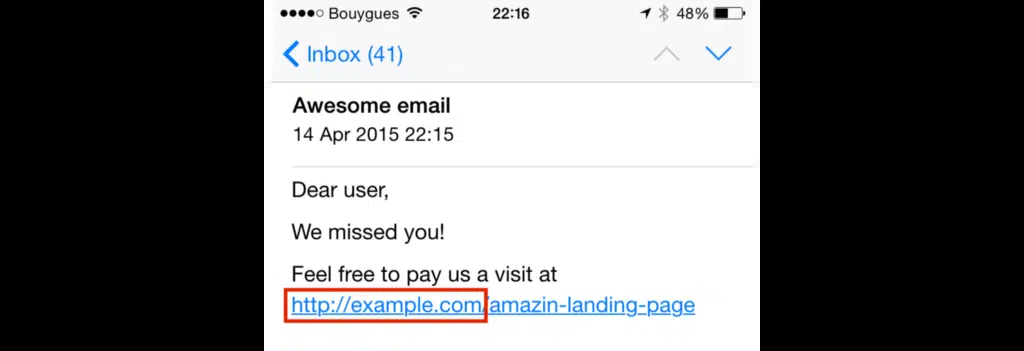 Bouygues 22:16 48%
Inbox (41)
Awesome email
14 Apr 2015 22:15
Dear user,
We missed you!
Feel free to pay us a visit at
http://example.com/amazin-landing-page